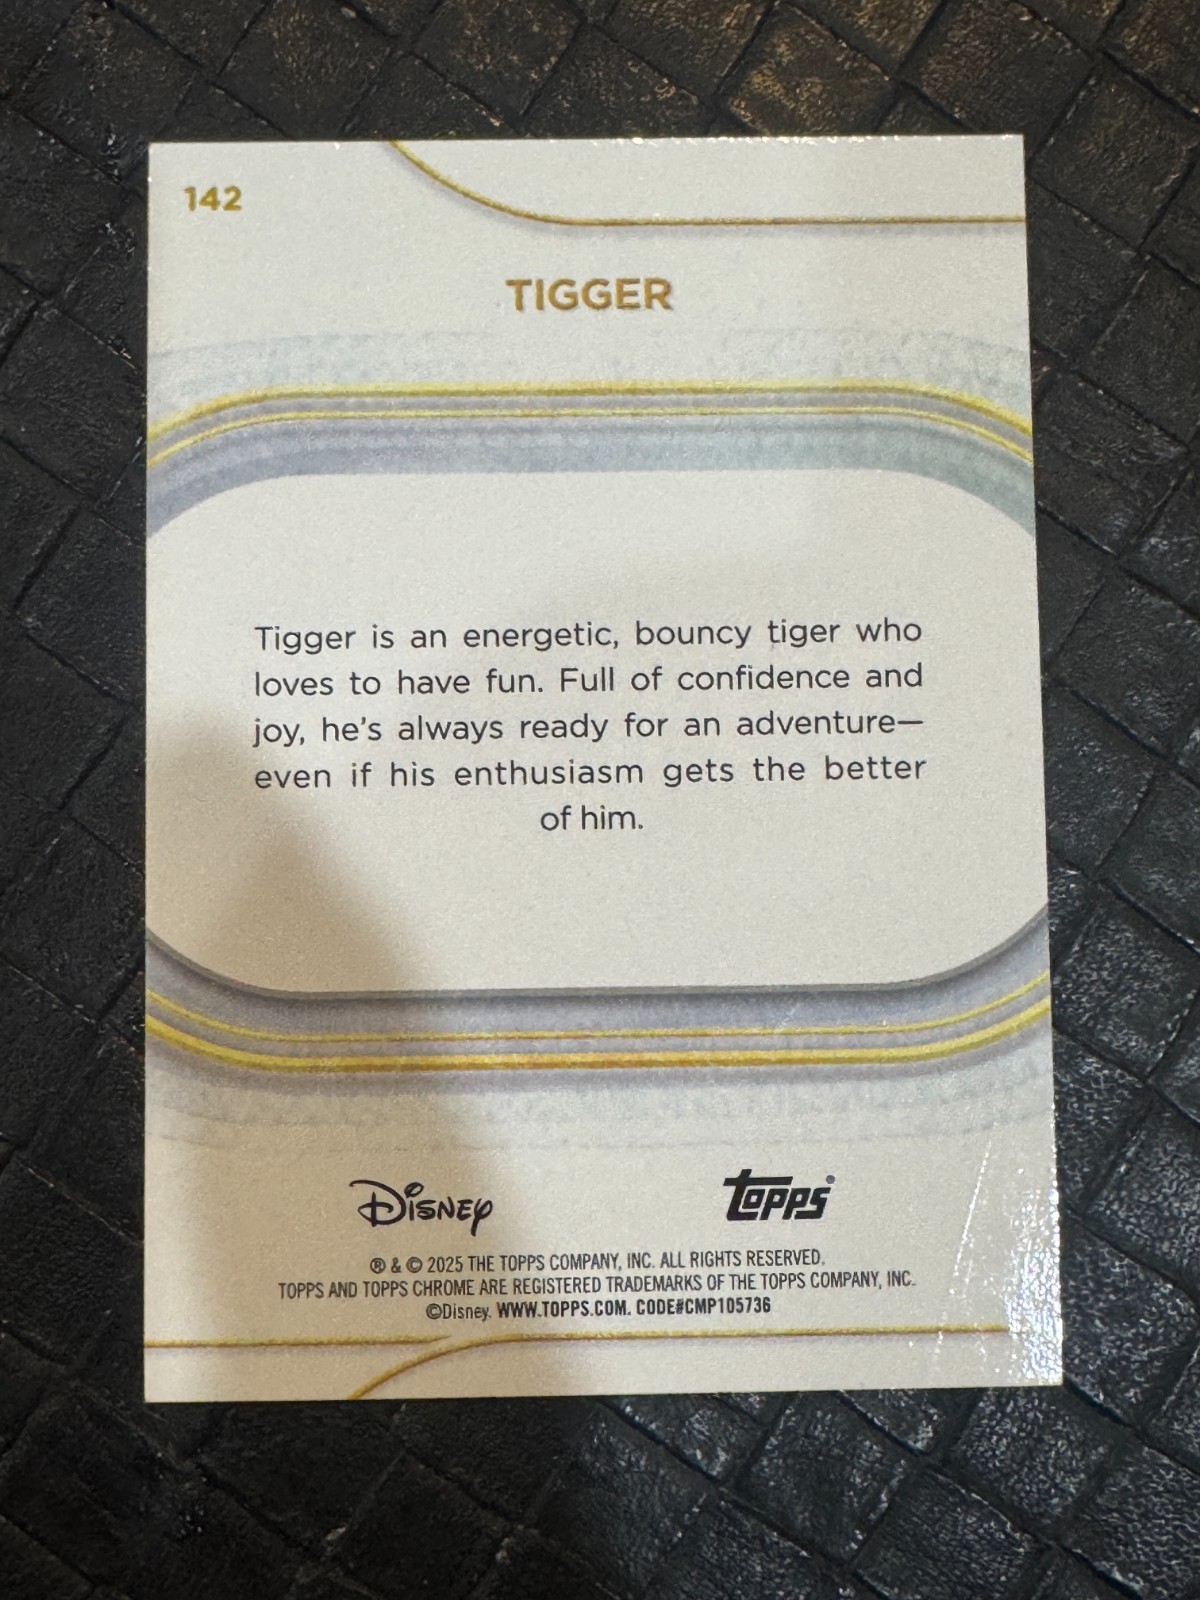 142
TIGGER
Tigger is an energetic, bouncy tiger who
loves to have fun. Full of confidence and
joy, he's always ready for an adventure—
even if his enthusiasm gets the better
of him.
Disney topps®
® & © 2025 THE TOPPS COMPANY, INC. ALL RIGHTS RESERVED.
TOPPS AND TOPPS CHROME ARE REGISTERED TRADEMARKS OF THE TOPPS COMPANY, INC.
©Disney. WWW.TOPPS.COM. CODE#CMP105736